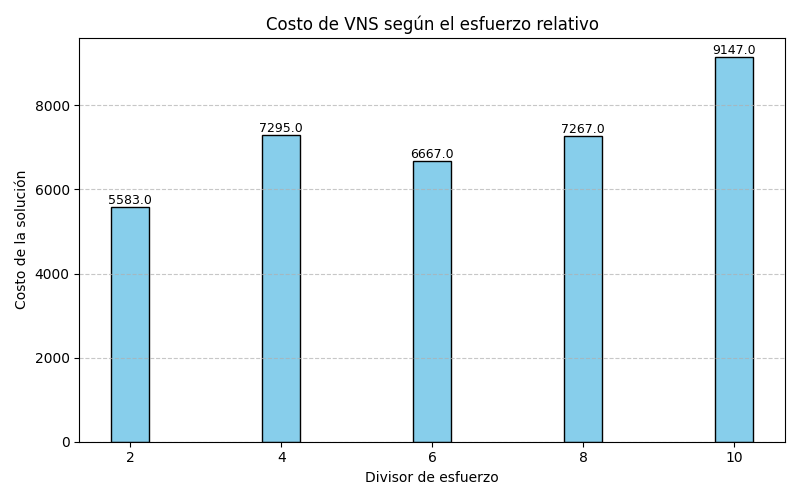 Costo de VNS según el esfuerzo relativo
Costo de la solución
8000
6000
4000
2000
0
5583.0
7295.0
6667.0
7267.0
9147.0
2 4 6 8 10
Divisor de esfuerzo